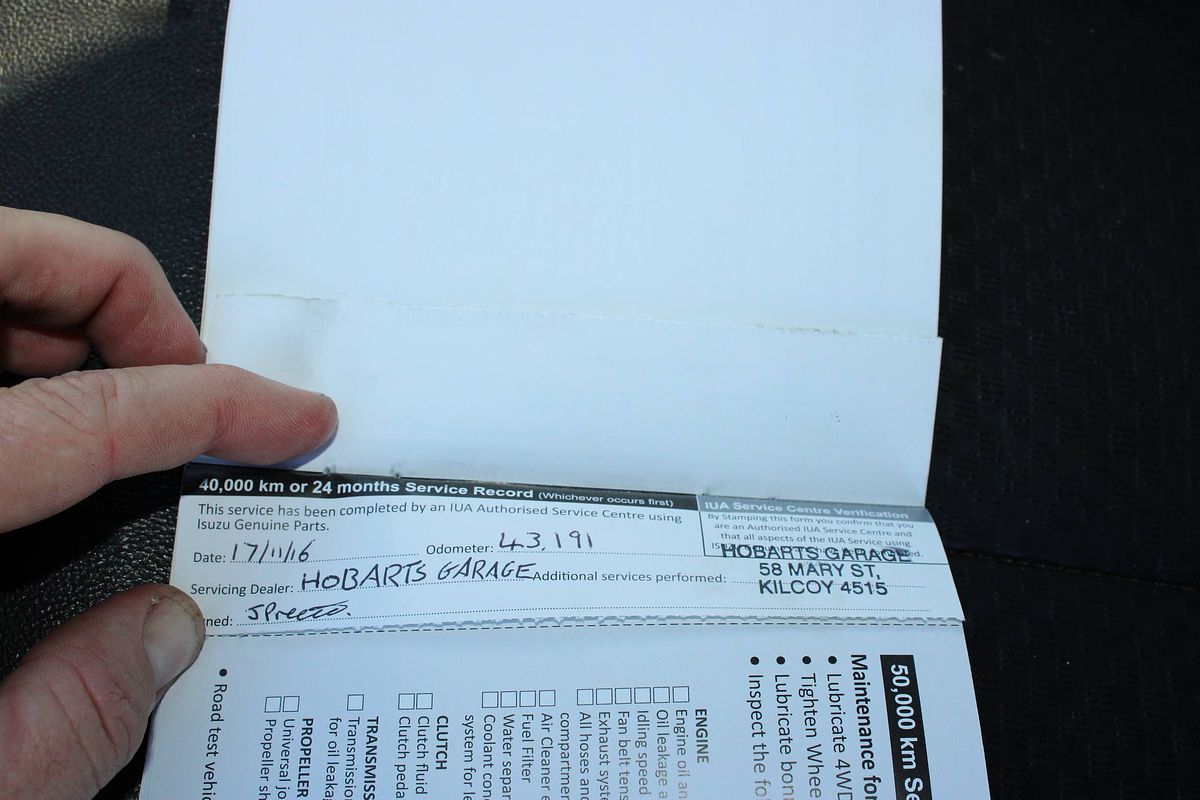 40,000 km or 24 months Service Record (Whichever occurs first)
This service has been completed by an IUA Authorised Service Centre using
Isuzu Genuine Parts.
Date: 17/11/16
Odometer: 43,191
Servicing Dealer: HOBARTS GARAGE
Additional services performed:
ned:
IUA Service Centre Verification
By Stamping this form you confirm that you
are an Authorised IUA Service Centre and
that all aspects of the IUA Service using
HOBARTS GARAGE
58 MARY ST,
KILCOY 4515
50,000 km Se
Maintenance for
• Lubricate 4WD
• Tighten Whee
• Lubricate bon
• Inspect the fo
ENGINE
Engine oil an
Oil leakage a
Idling speed
Fan belt tens
Exhaust syste
All hoses and
compartmen
Air Cleaner e
Fuel Filter
Water separ
Coolant con
system for le
CLUTCH
Clutch fluid
Clutch peda
TRANSMISS
Transmissio
for oil leakag
PROPELLER
Universal jo
Propeller sh
• Road test vehic